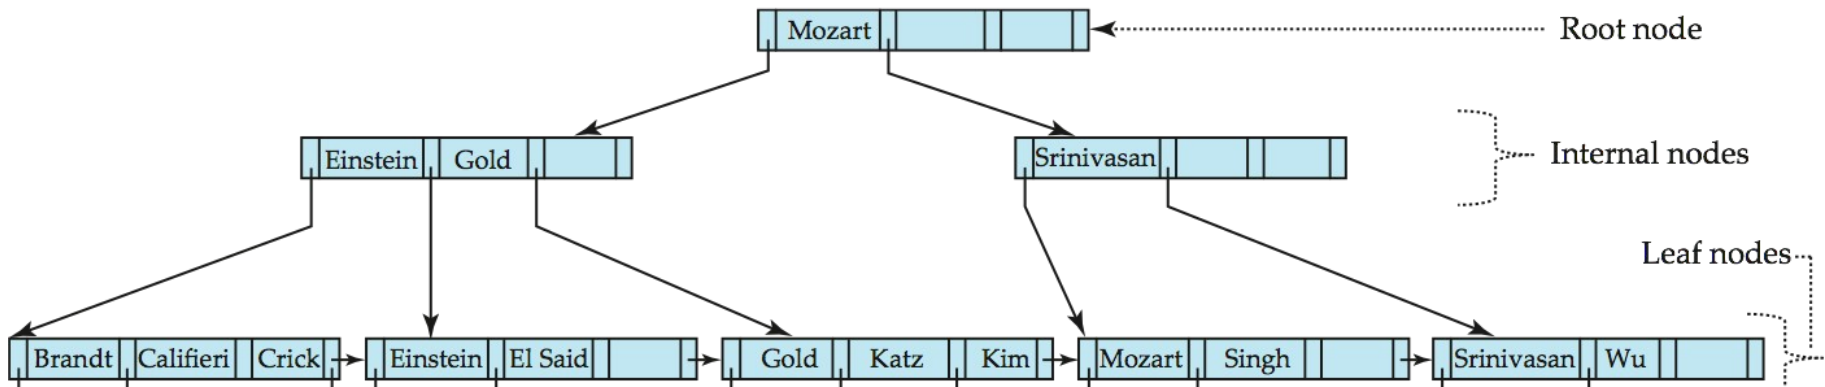 Mozart
Root node
Einstein Gold
Srinivasan
Internal nodes
Leaf nodes
Brandt Califieri Crick
Einstein El Said
Gold Katz Kim
Mozart Singh
Srinivasan Wu